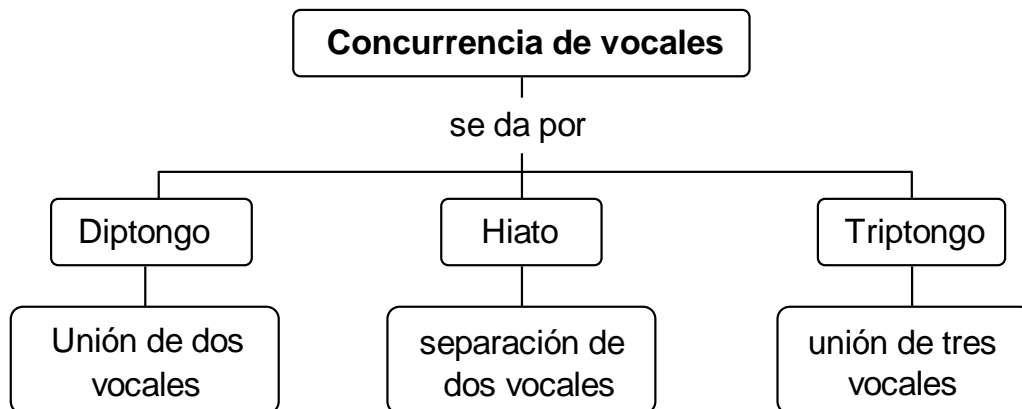 Concurrencia de vocales
se da por
Diptongo
Hiato
Triptongo
Unión de dos
vocales
separación de
dos vocales
unión de tres
vocales